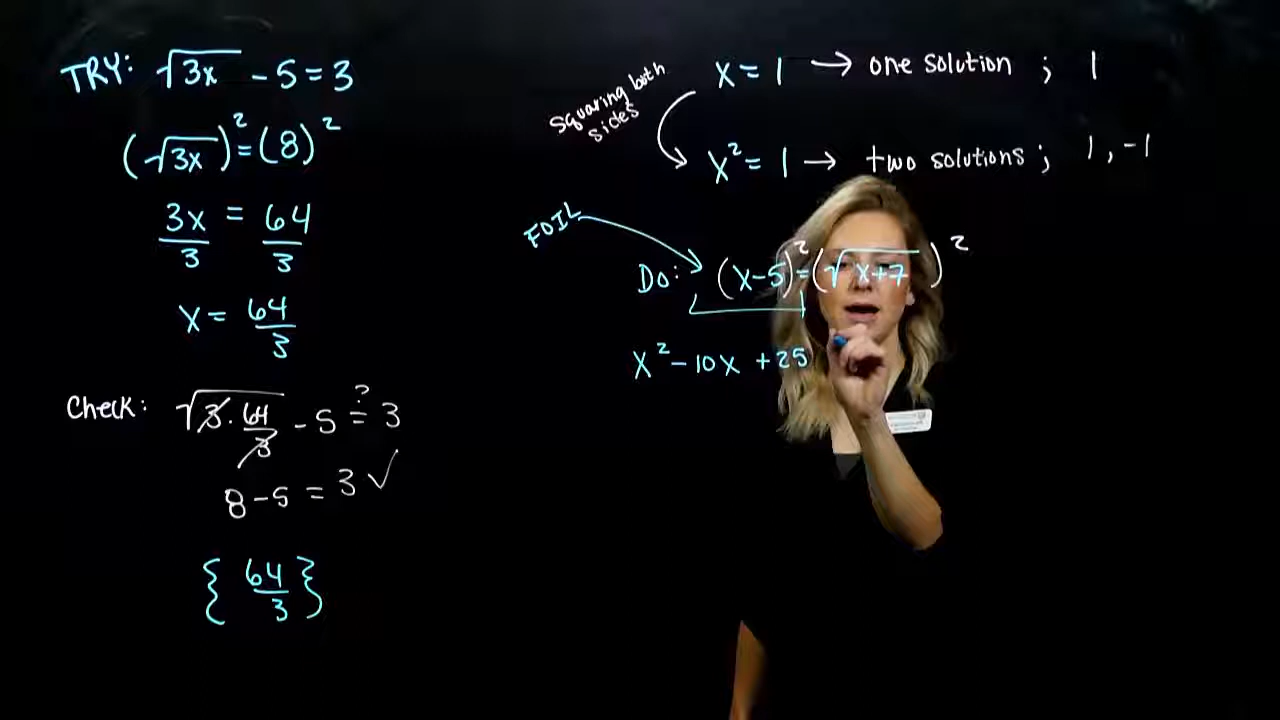 TRY: √3x - 5 = 3
(√3x)² = (8)²
3x/3 = 64/3
x = 64/3
Check: √3·64/3 - 5 ≟ 3
8 - 5 = 3 ✓
{64/3}
x = 1 → one solution ; 1
squaring both
sides
x² = 1 → two solutions ; 1, -1
FOIL
Do: (x-5)² = (√x+7)²
x² - 10x + 25